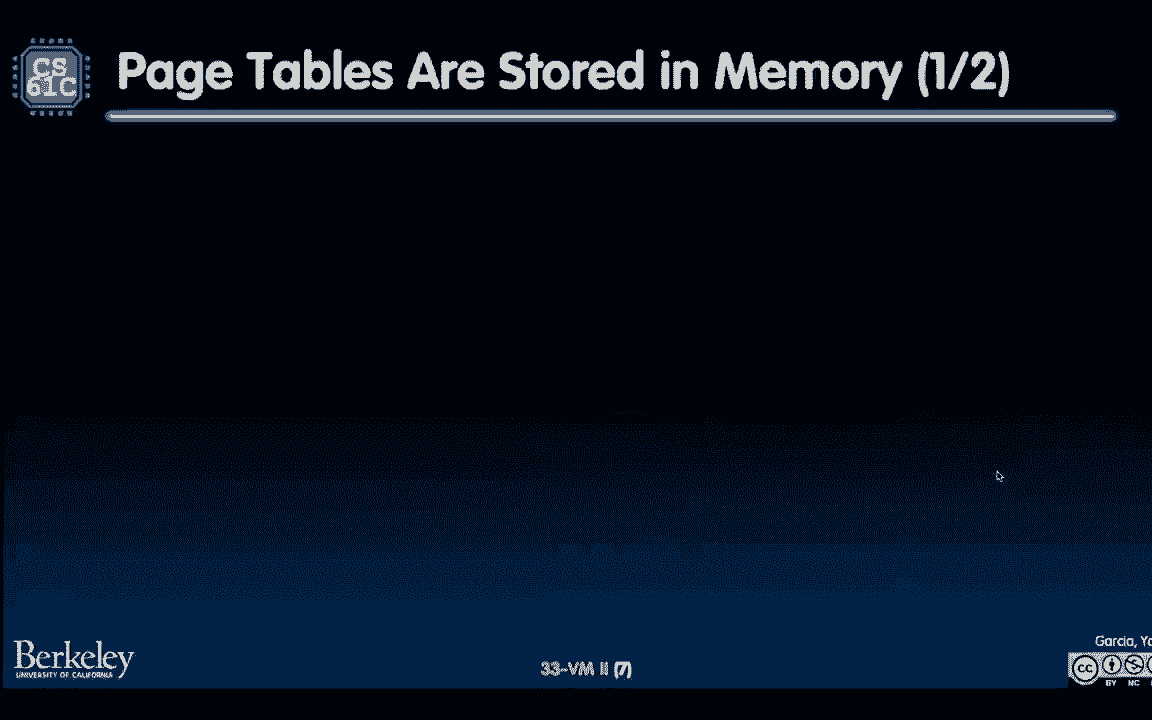 CS
61C
Page Tables Are Stored in Memory (1/2)
Berkeley
UNIVERSITY OF CALIFORNIA
33-VM II (7)
Garcia,
CC
BY NC